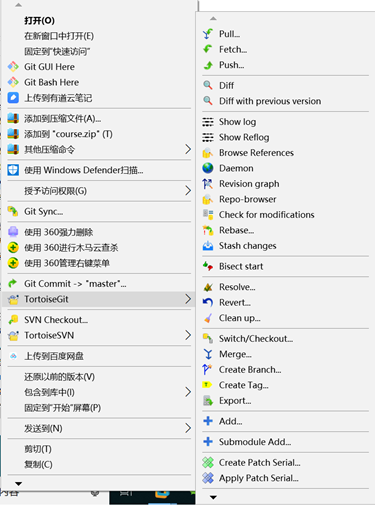 打开(O)
在新窗口中打开(E)
固定到"快速访问"
Git GUI Here
Git Bash Here
上传到有道云笔记
添加到压缩文件(A)...
添加到 "course.zip" (T)
其他压缩命令
使用 Windows Defender扫描...
授予访问权限(G)
Git Sync...
使用 360强力删除
使用 360进行木马云查杀
使用 360管理右键菜单
Git Commit -> "master"...
TortoiseGit
SVN Checkout...
TortoiseSVN
上传到百度网盘
还原以前的版本(V)
包含到库中(I)
固定到"开始"屏幕(P)
发送到(N)
剪切(T)
复制(C)
Pull...
Fetch...
Push...
Diff
Diff with previous version
Show log
Show Reflog
Browse References
Daemon
Revision graph
Repo-browser
Check for modifications
Rebase...
Stash changes
Bisect start
Resolve...
Revert...
Clean up...
Switch/Checkout...
Merge...
Create Branch...
Create Tag...
Export...
Add...
Submodule Add...
Create Patch Serial...
Apply Patch Serial...